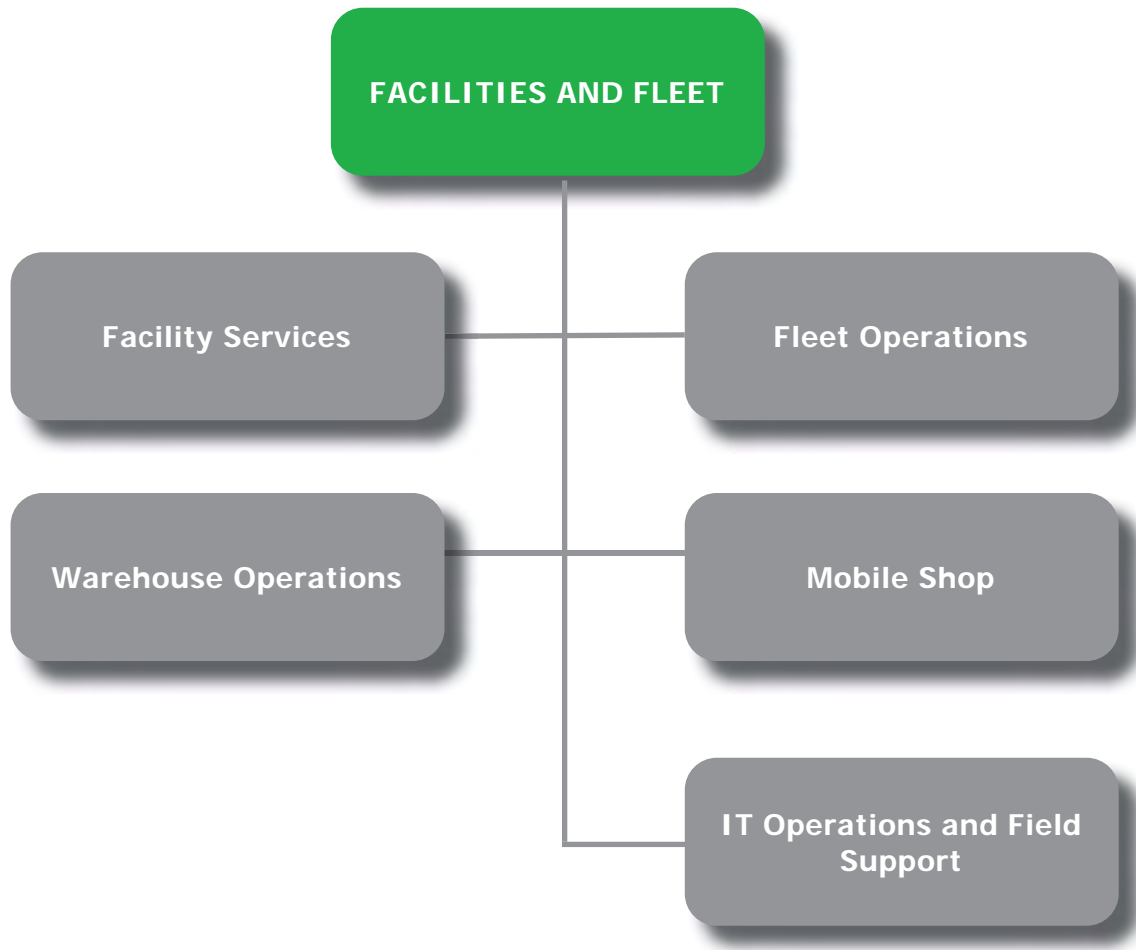 FACILITIES AND FLEET
Facility Services
Fleet Operations
Warehouse Operations
Mobile Shop
IT Operations and Field
Support